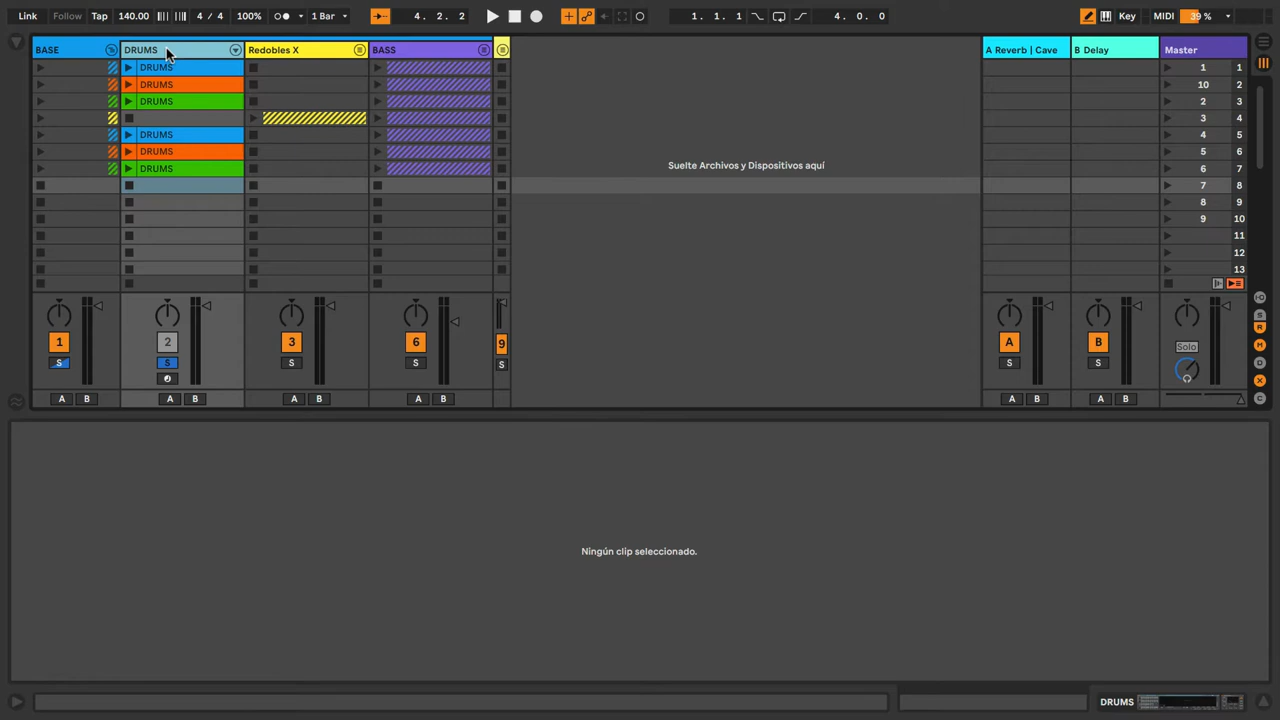 Link Follow Tap 140.00 4 / 4 100% 1 Bar 4. 2. 2 1. 1. 1 4. 0. 0 Key MIDI 39 %
BASE DRUMS Redobles X BASS A Reverb | Cave B Delay Master
DRUMS 1 1
DRUMS 10 2
DRUMS 2 3
3 4
DRUMS 4 5
DRUMS 5 6
DRUMS 6 7
7 8
8 9
9 10
11
12
13
Suelte Archivos y Dispositivos aquí
1 2 3 6 9 A B Solo
S S S S S S S
A B A B A B A B A B A B
I·O
S
R
M
D
X
C
Ningún clip seleccionado.
DRUMS